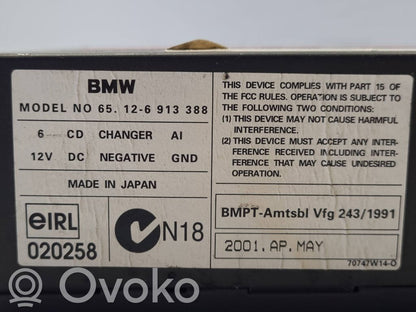 BMW
MODEL NO 65. 12-6 913 388
6 CD CHANGER AI
12V DC NEGATIVE GND
MADE IN JAPAN
eIRL
020258
N18
THIS DEVICE COMPLIES WITH PART 15 OF
THE FCC RULES. OPERATION IS SUBJECT TO
THE FOLLOWING TWO CONDITIONS:
(1) THIS DEVICE MAY NOT CAUSE HARMFUL
INTERFERENCE.
(2) THIS DEVICE MUST ACCEPT ANY INTER-
FERENCE RECEIVED INCLUDING
INTERFERENCE THAT MAY CAUSE UNDESIRED
OPERATION.
BMPT-Amtsbl Vfg 243/1991
2001. AP. MAY
70747W14-O
Ovoko